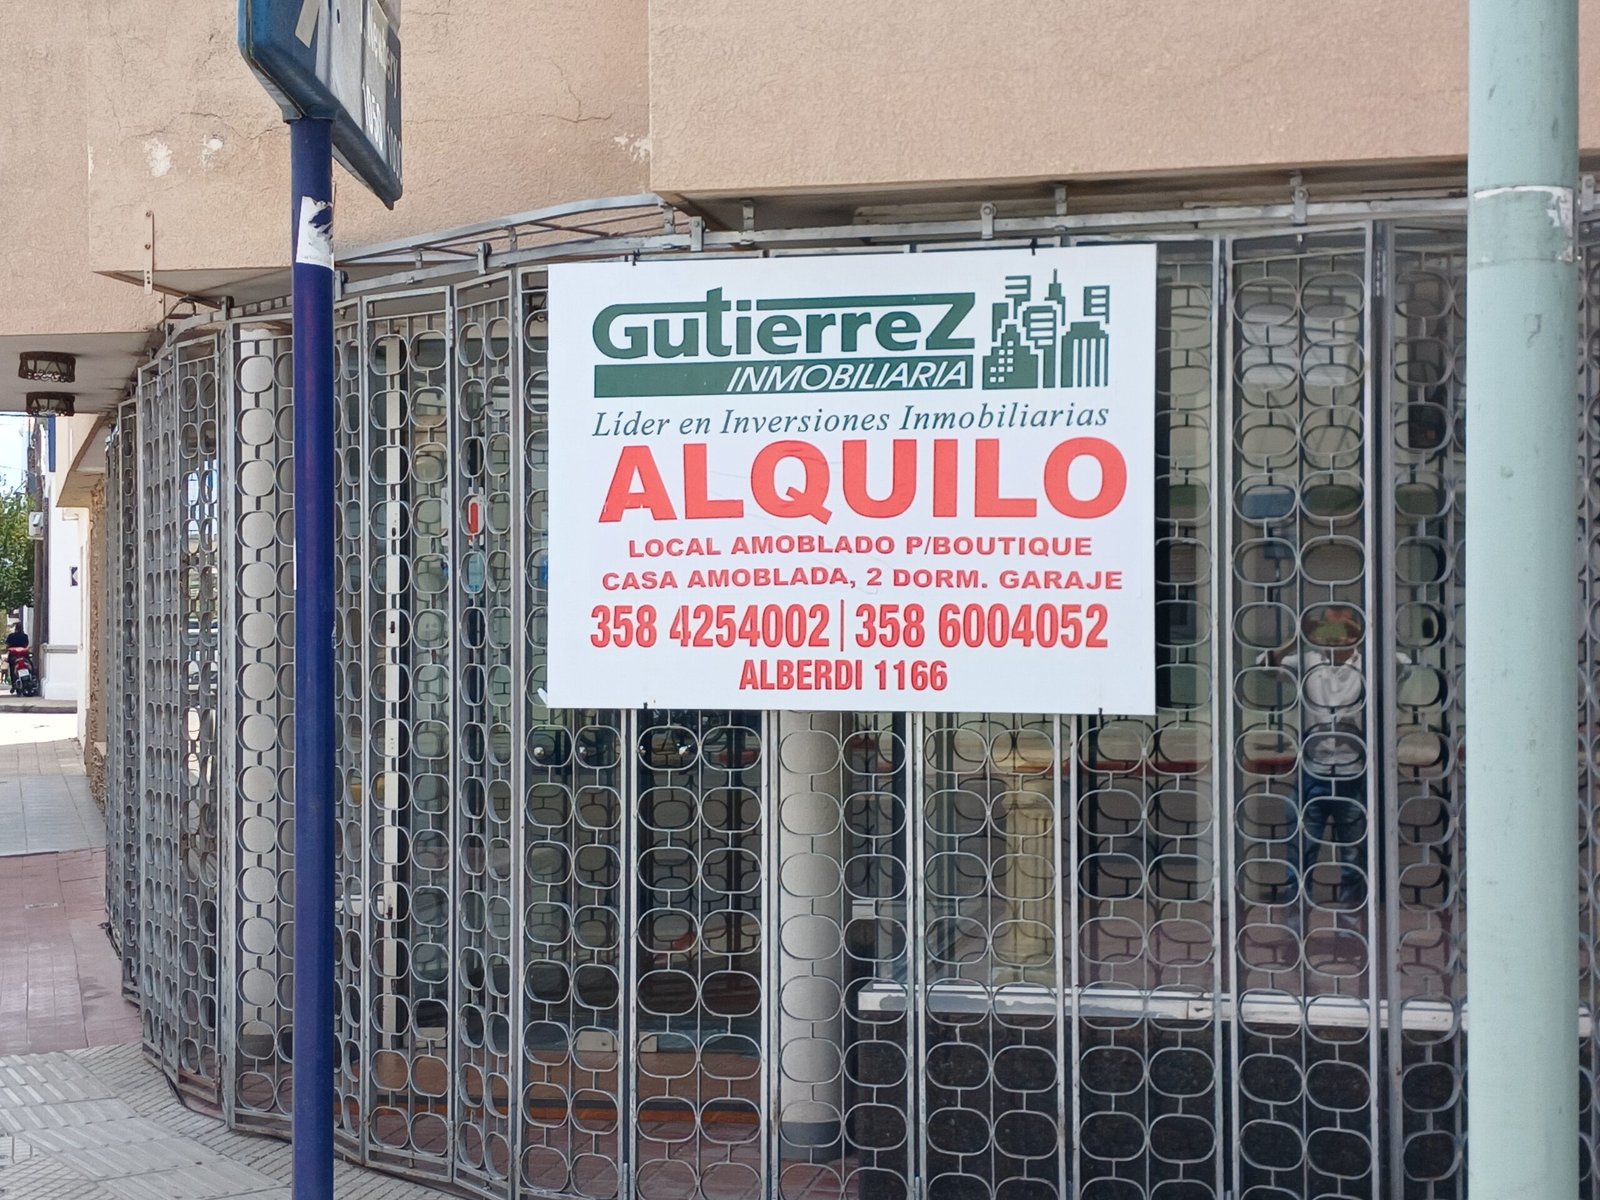 1050
Gutierrez
INMOBILIARIA
Líder en Inversiones Inmobiliarias
ALQUILO
LOCAL AMOBLADO P/BOUTIQUE
CASA AMOBLADA, 2 DORM. GARAJE
358 4254002 | 358 6004052
ALBERDI 1166